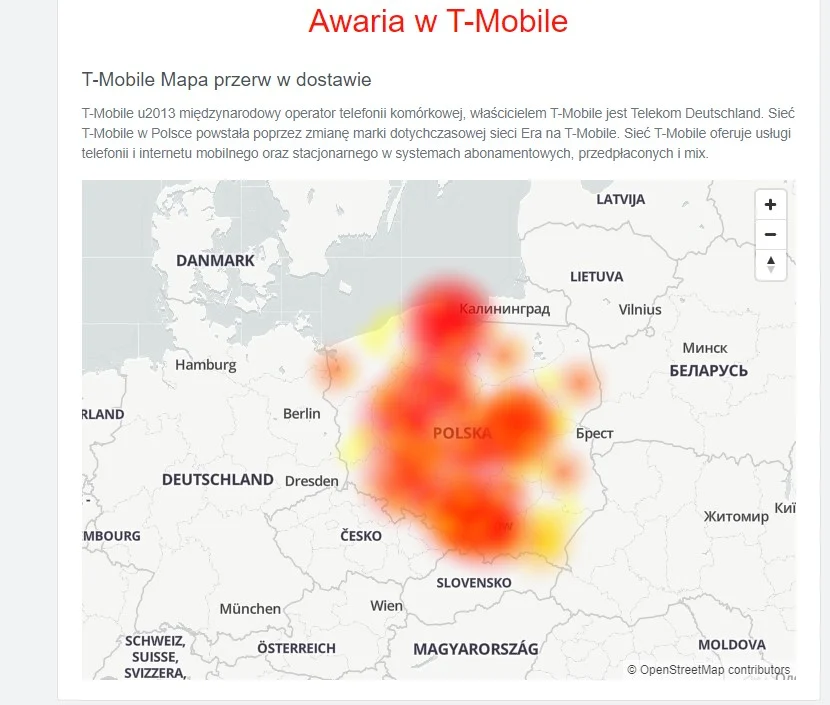 Awaria w T-Mobile
T-Mobile Mapa przerw w dostawie
T-Mobile u2013 międzynarodowy operator telefonii komórkowej, właścicielem T-Mobile jest Telekom Deutschland. Sieć
T-Mobile w Polsce powstała poprzez zmianę marki dotychczasowej sieci Era na T-Mobile. Sieć T-Mobile oferuje usługi
telefonii i internetu mobilnego oraz stacjonarnego w systemach abonamentowych, przedpłaconych i mix.
LATVIJA
DANMARK
LIETUVA
Калининград
Vilnius
Минск
Hamburg
БЕЛАРУСЬ
Berlin
RLAND
POLSKA
Брест
DEUTSCHLAND
Dresden
Житомир
Киї
MBOURG
ČESKO
SLOVENSKO
München
Wien
SCHWEIZ,
SUISSE,
SVIZZERA,
ÖSTERREICH
MAGYARORSZÁG
MOLDOVA
© OpenStreetMap contributors